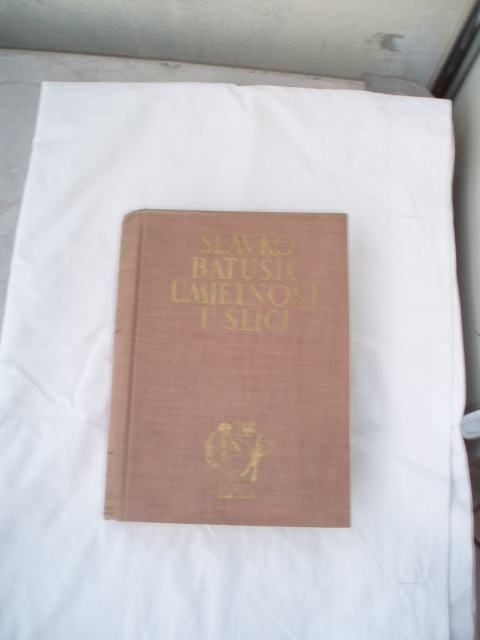 SLAVKO
BATUŠIĆ
UMJETNOST
U SLICI